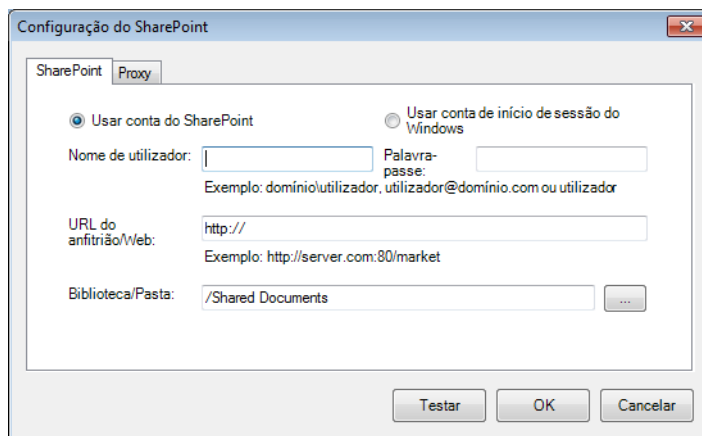 Configuração do SharePoint
SharePoint Proxy
Usar conta do SharePoint
Usar conta de início de sessão do
Windows
Nome de utilizador:
Palavra-
passe:
Exemplo: domínio\utilizador, utilizador@domínio.com ou utilizador
URL do
anfitrião/Web:
http://
Exemplo: http://server.com:80/market
Biblioteca/Pasta:
/Shared Documents
...
Testar OK Cancelar